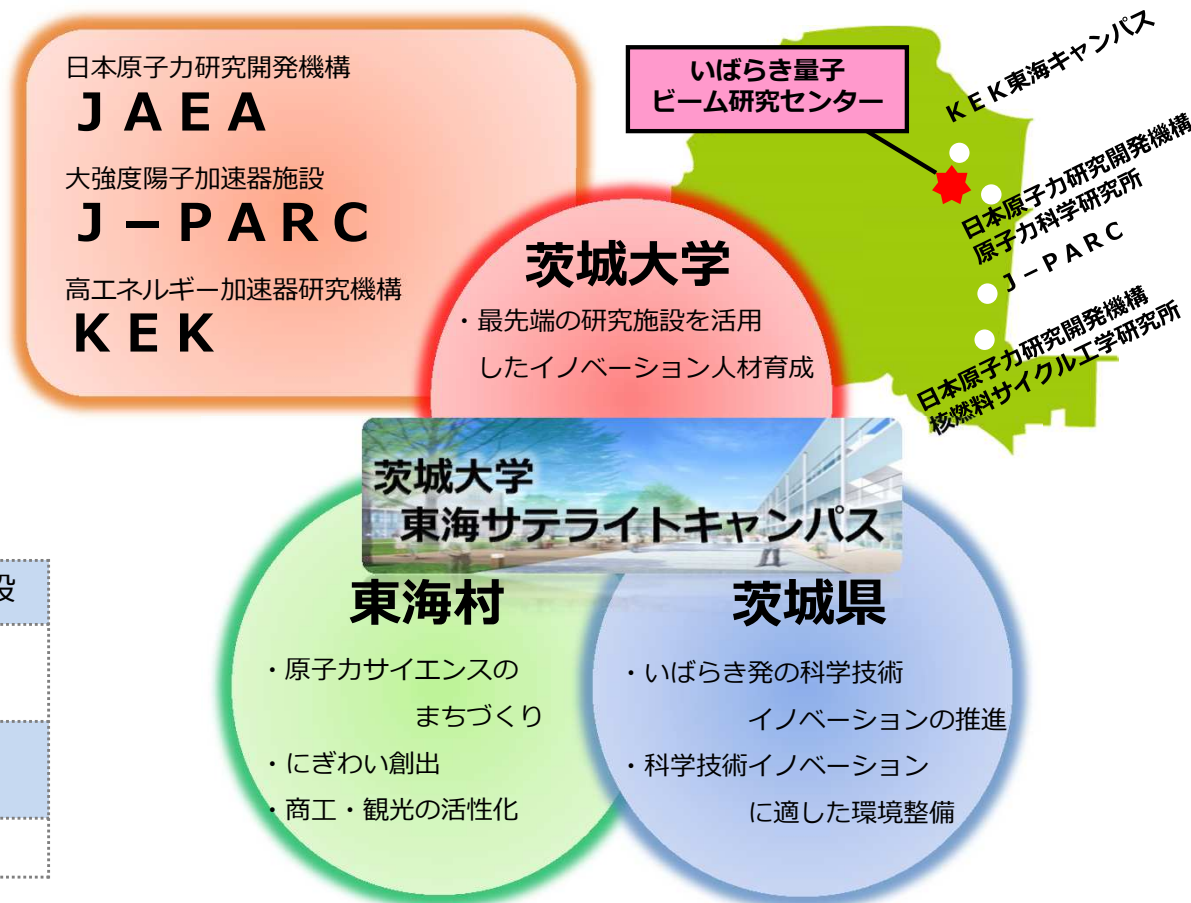 日本原子力研究開発機構
ＪＡＥＡ
大強度陽子加速器施設
Ｊ－ＰＡＲＣ
高エネルギー加速器研究機構
ＫＥＫ
いばらき量子
ビーム研究センター
ＫＥＫ東海キャンパス
日本原子力研究開発機構
原子力科学研究所
Ｊ－ＰＡＲＣ
日本原子力研究開発機構
核燃料サイクル工学研究所
茨城大学
・最先端の研究施設を活用
したイノベーション人材育成
茨城大学
東海サテライトキャンパス
設
東海村
・原子力サイエンスの
まちづくり
・にぎわい創出
・商工・観光の活性化
茨城県
・いばらき発の科学技術
イノベーションの推進
・科学技術イノベーション
に適した環境整備